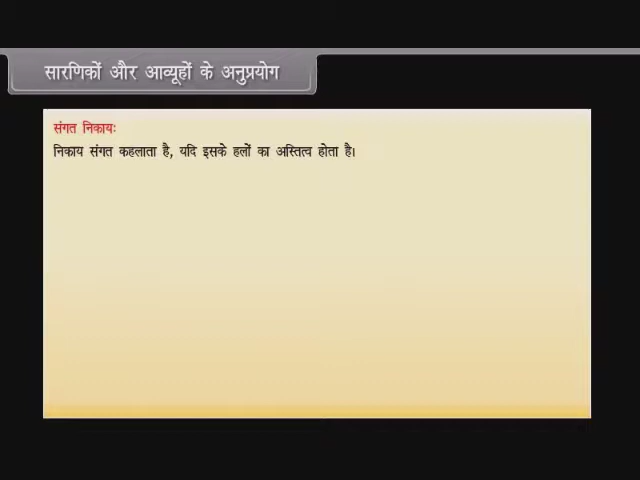 सारणिकों और आव्यूहों के अनुप्रयोग
संगत निकायः
निकाय संगत कहलाता है, यदि इसके हलों का अस्तित्व होता है।